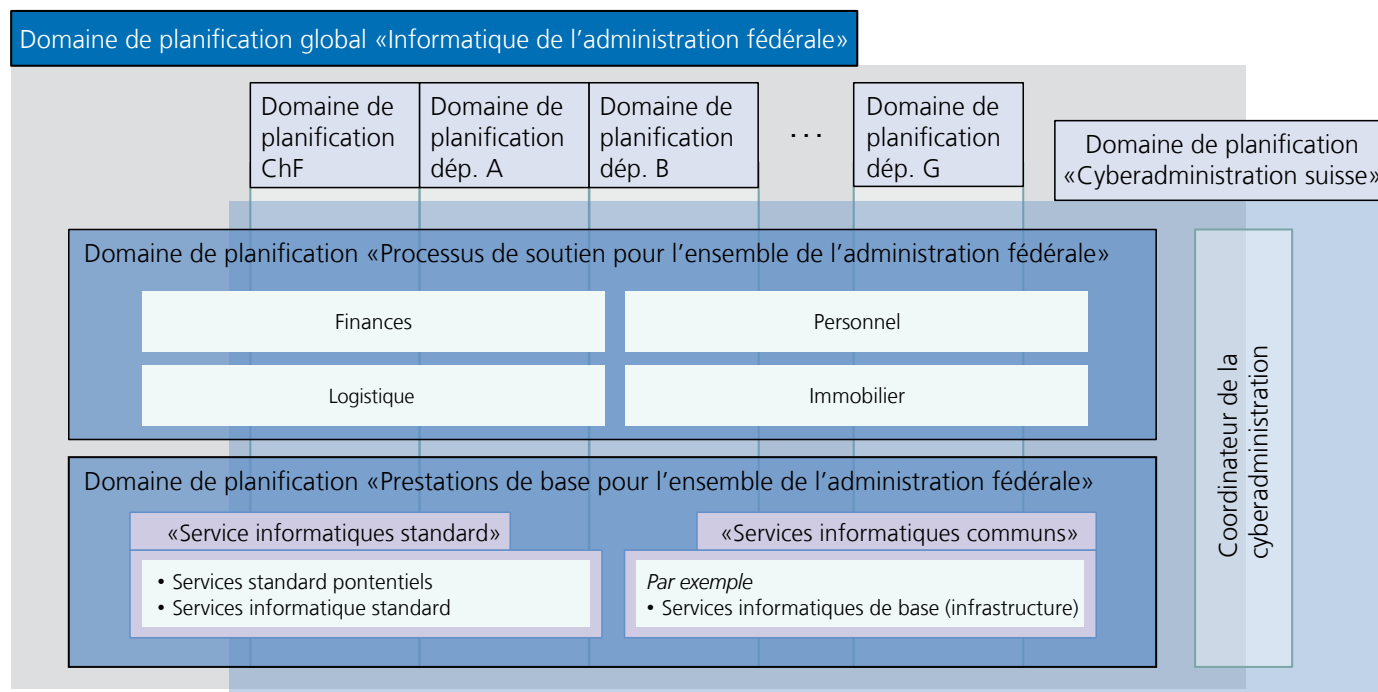 Domaine de planification global «Informatique de l’administration fédérale»
Domaine de
planification
ChF
Domaine de
planification
dép. A
Domaine de
planification
dép. B
...
Domaine de
planification
dép. G
Domaine de planification
«Cyberadministration suisse»
Domaine de planification «Processus de soutien pour l’ensemble de l’administration fédérale»
Finances
Personnel
Logistique
Immobilier
Coordinateur de la
cyberadministration
Domaine de planification «Prestations de base pour l’ensemble de l’administration fédérale»
«Service informatiques standard»
• Services standard pontentiels
• Services informatique standard
«Services informatiques communs»
Par exemple
• Services informatiques de base (infrastructure)